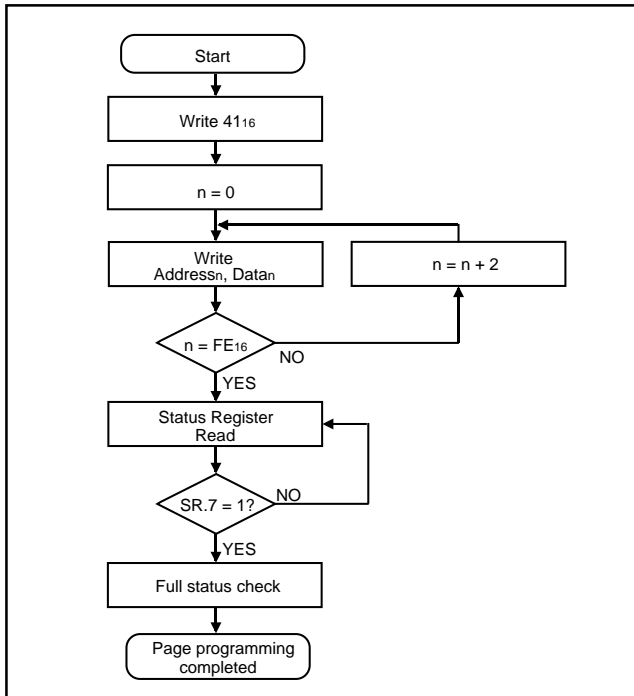 Start
Write 4116
n = 0
Write
Addressn, Datan
n = n + 2
n = FE16
NO
YES
Status Register
Read
SR.7 = 1?
NO
YES
Full status check
Page programming
completed